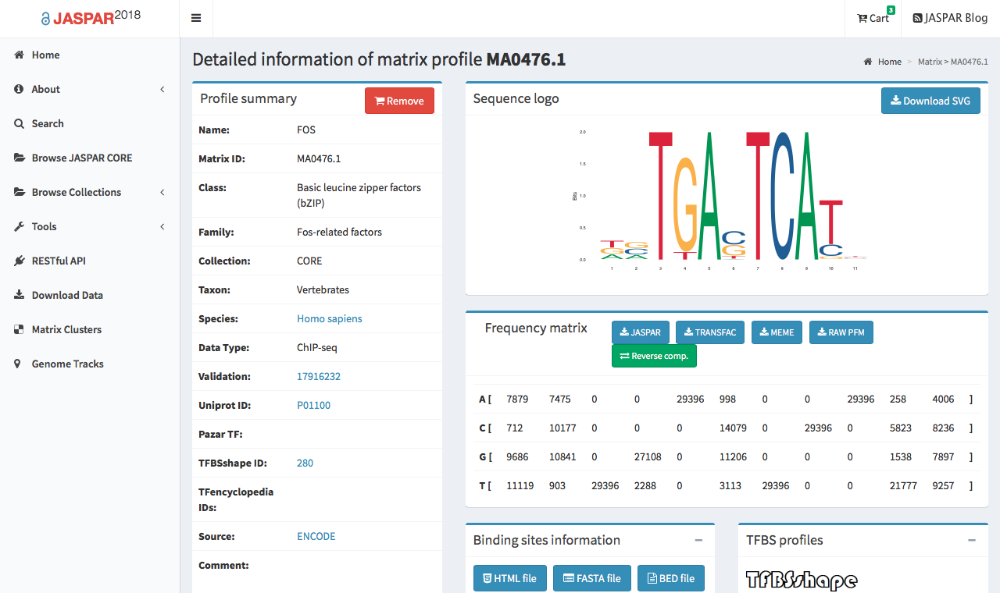 JASPAR2018
Cart 3
JASPAR Blog
Home
About
Search
Browse JASPAR CORE
Browse Collections
Tools
RESTful API
Download Data
Matrix Clusters
Genome Tracks
Detailed information of matrix profile MA0476.1
Home > Matrix > MA0476.1
Profile summary
Remove
Name: FOS
Matrix ID: MA0476.1
Class: Basic leucine zipper factors
(bZIP)
Family: Fos-related factors
Collection: CORE
Taxon: Vertebrates
Species: Homo sapiens
Data Type: ChIP-seq
Validation: 17916232
Uniprot ID: P01100
Pazar TF:
TFBSshape ID: 280
TFencyclopedia
IDs:
Source: ENCODE
Comment:
Sequence logo
Download SVG
2.0
1.5
1.0
0.5
0.0
Bits
T G C T G A C T C A T
G C G C
A A T G T
1 2 3 4 5 6 7 8 9 10 11
Frequency matrix
JASPAR TRANSFAC MEME RAW PFM
Reverse comp.
A [ 7879 7475 0 0 29396 998 0 0 29396 258 4006 ]
C [ 712 10177 0 0 0 14079 0 29396 0 5823 8236 ]
G [ 9686 10841 0 27108 0 11206 0 0 0 1538 7897 ]
T [ 11119 903 29396 2288 0 3113 29396 0 0 21777 9257 ]
Binding sites information
HTML file FASTA file BED file
TFBS profiles
TFBSshape